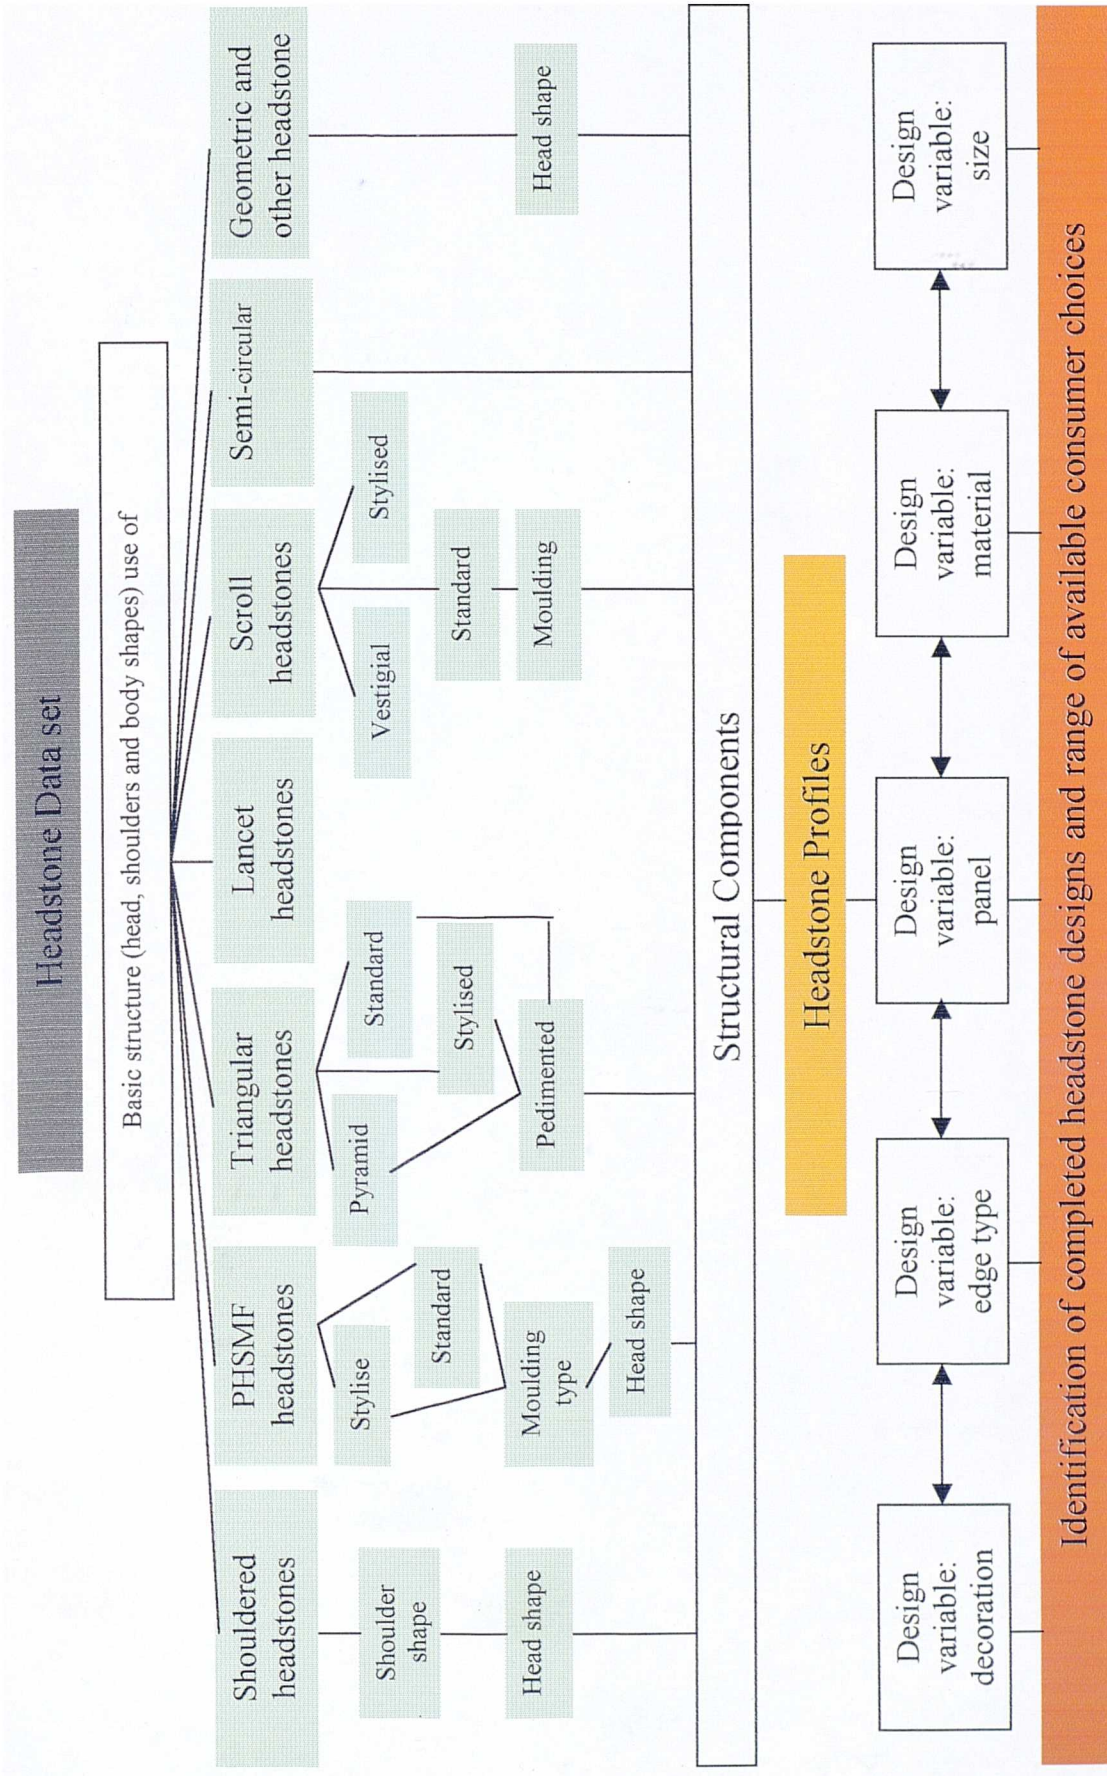 Headstone Data set
Basic structure (head, shoulders and body shapes) use of
Shouldered
headstones
PHSMF
headstones
Triangular
headstones
Lancet
headstones
Scroll
headstones
Semi-circular
Geometric and
other headstone
Shoulder
shape
Head shape
Stylise
Standard
Moulding
type
Head shape
Pyramid
Standard
Stylised
Pedimented
Vestigial
Stylised
Standard
Moulding
Head shape
Structural Components
Headstone Profiles
Design
variable:
decoration
Design
variable:
edge type
Design
variable:
panel
Design
variable:
material
Design
variable:
size
Identification of completed headstone designs and range of available consumer choices